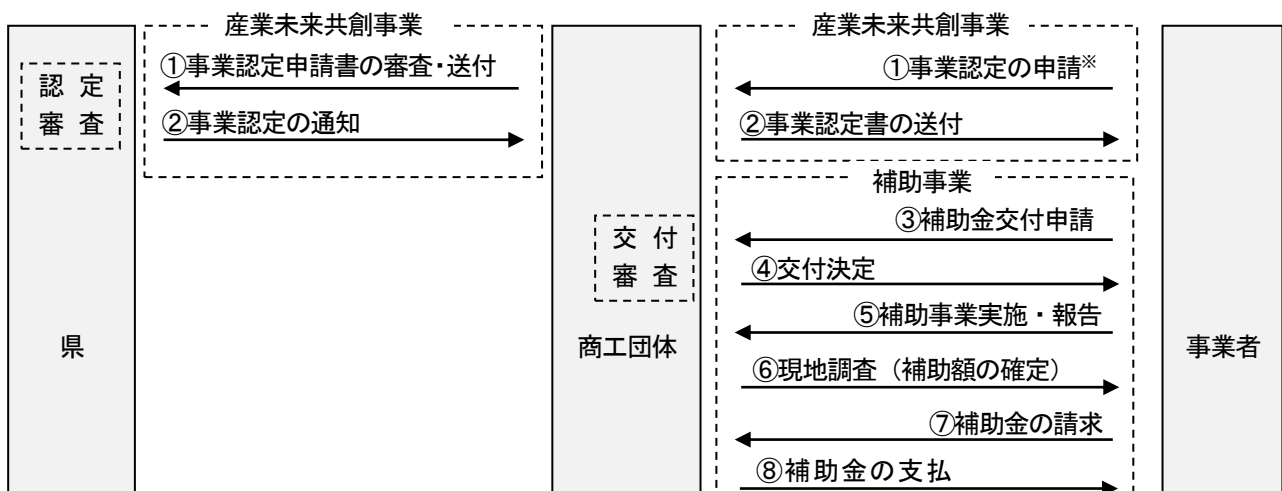 産業未来共創事業
①事業認定申請書の審査・送付
②事業認定の通知
認定
審査
県
産業未来共創事業
①事業認定の申請※
②事業認定書の送付
補助事業
③補助金交付申請
④交付決定
⑤補助事業実施・報告
⑥現地調査（補助額の確定）
⑦補助金の請求
⑧補助金の支払
交付
審査
商工団体
事業者